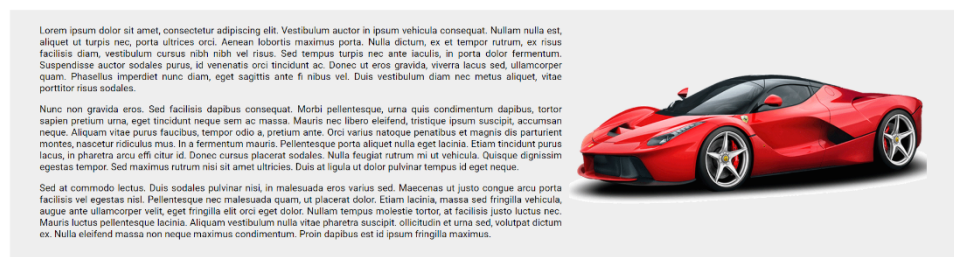 Lorem ipsum dolor sit amet, consectetur adipiscing elit. Vestibulum auctor in ipsum vehicula consequat. Nullam nulla est,
aliquet ut turpis nec, porta ultrices orci. Aenean lobortis maximus porta. Nulla dictum, ex et tempor rutrum, ex risus
facilisis diam, vestibulum cursus nibh nibh vel risus. Sed tempus turpis nec ante iaculis, in porta dolor fermentum.
Suspendisse auctor sodales purus, id venenatis orci tincidunt ac. Donec ut eros gravida, viverra lacus sed, ullamcorper
quam. Phasellus imperdiet nunc diam, eget sagittis ante fi nibus vel. Duis vestibulum diam nec metus aliquet, vitae
porttitor risus sodales.
Nunc non gravida eros. Sed facilisis dapibus consequat. Morbi pellentesque, urna quis condimentum dapibus, tortor
sapien pretium urna, eget tincidunt neque sem ac massa. Mauris nec libero eleifend, tristique ipsum suscipit, accumsan
neque. Aliquam vitae purus faucibus, tempor odio a, pretium ante. Orci varius natoque penatibus et magnis dis parturient
montes, nascetur ridiculus mus. In a fermentum mauris. Pellentesque porta aliquet nulla eget lacinia. Etiam tincidunt purus
lacus, in pharetra arcu effi citur id. Donec cursus placerat sodales. Nulla feugiat rutrum mi ut vehicula. Quisque dignissim
egestas tempor. Sed maximus rutrum nisi sit amet ultricies. Duis at ligula ut dolor pulvinar tempus id eget neque.
Sed at commodo lectus. Duis sodales pulvinar nisi, in malesuada eros varius sed. Maecenas ut justo congue arcu porta
facilisis vel egestas nisl. Pellentesque nec malesuada quam, ut placerat dolor. Etiam lacinia, massa sed fringilla vehicula,
augue ante ullamcorper velit, eget fringilla elit orci eget dolor. Nullam tempus molestie tortor, at facilisis justo luctus nec.
Mauris luctus pellentesque lacinia. Aliquam vestibulum nulla vitae pharetra suscipit. ollicitudin et urna sed, volutpat dictum
ex. Nulla eleifend massa non neque maximus condimentum. Proin dapibus est id ipsum fringilla maximus.